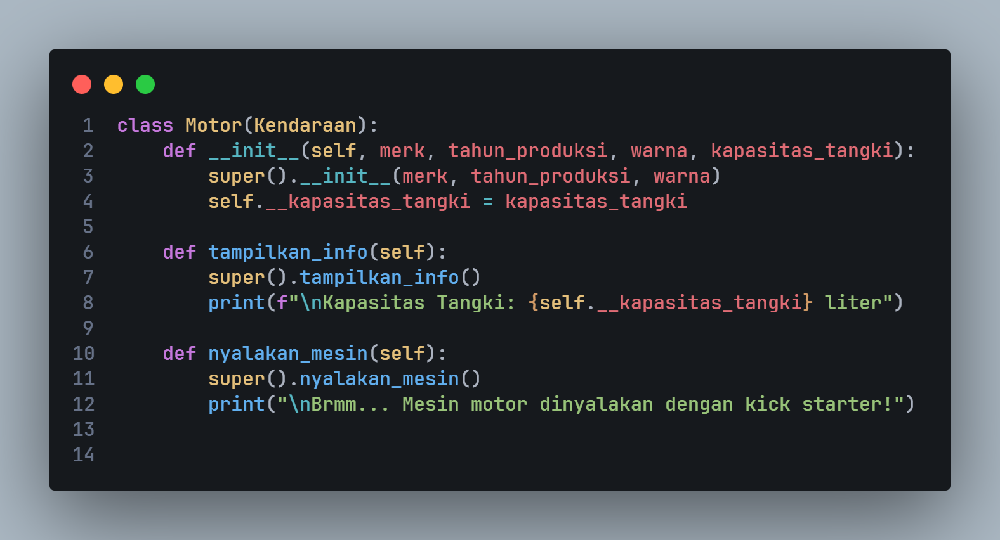 1 class Motor(Kendaraan):
2     def __init__(self, merk, tahun_produksi, warna, kapasitas_tangki):
3         super().__init__(merk, tahun_produksi, warna)
4         self.__kapasitas_tangki = kapasitas_tangki
5
6     def tampilkan_info(self):
7         super().tampilkan_info()
8         print(f"\nKapasitas Tangki: {self.__kapasitas_tangki} liter")
9
10     def nyalakan_mesin(self):
11         super().nyalakan_mesin()
12         print("\nBrmm... Mesin motor dinyalakan dengan kick starter!")
13
14